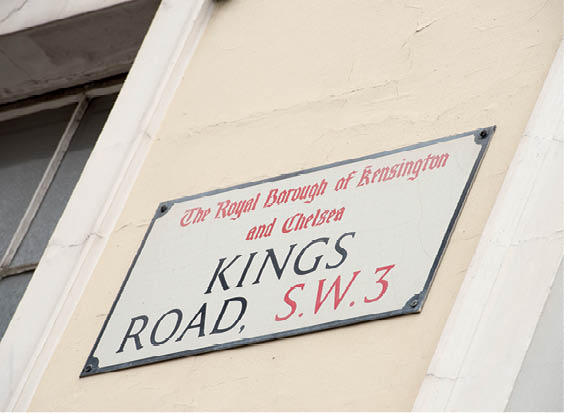 The Royal Borough of Kensington
and Chelsea
KINGS
ROAD, S.W.3